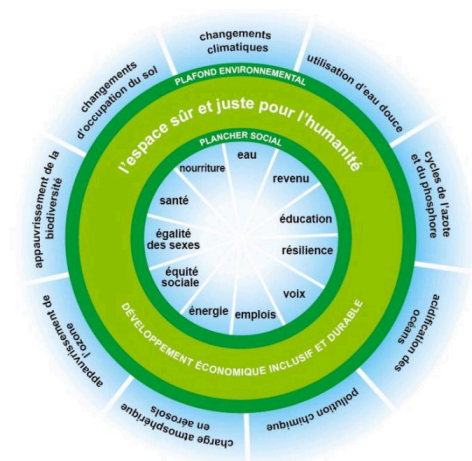 changements
climatiques
utilisation d'eau douce
cycles de l'azote
et du phosphore
acidification des
océans
pollution chimique
charge atmosphérique
en aérosols
appauvrissement de
l'ozone
appauvrissement de la
biodiversité
changements
d'occupation du sol
PLAFOND ENVIRONNEMENTAL
l'espace sûr et juste pour l'humanité
PLANCHER SOCIAL
eau
revenu
éducation
résilience
voix
emplois
énergie
équité
sociale
égalité
des sexes
santé
nourriture
DÉVELOPPEMENT ÉCONOMIQUE INCLUSIF ET DURABLE